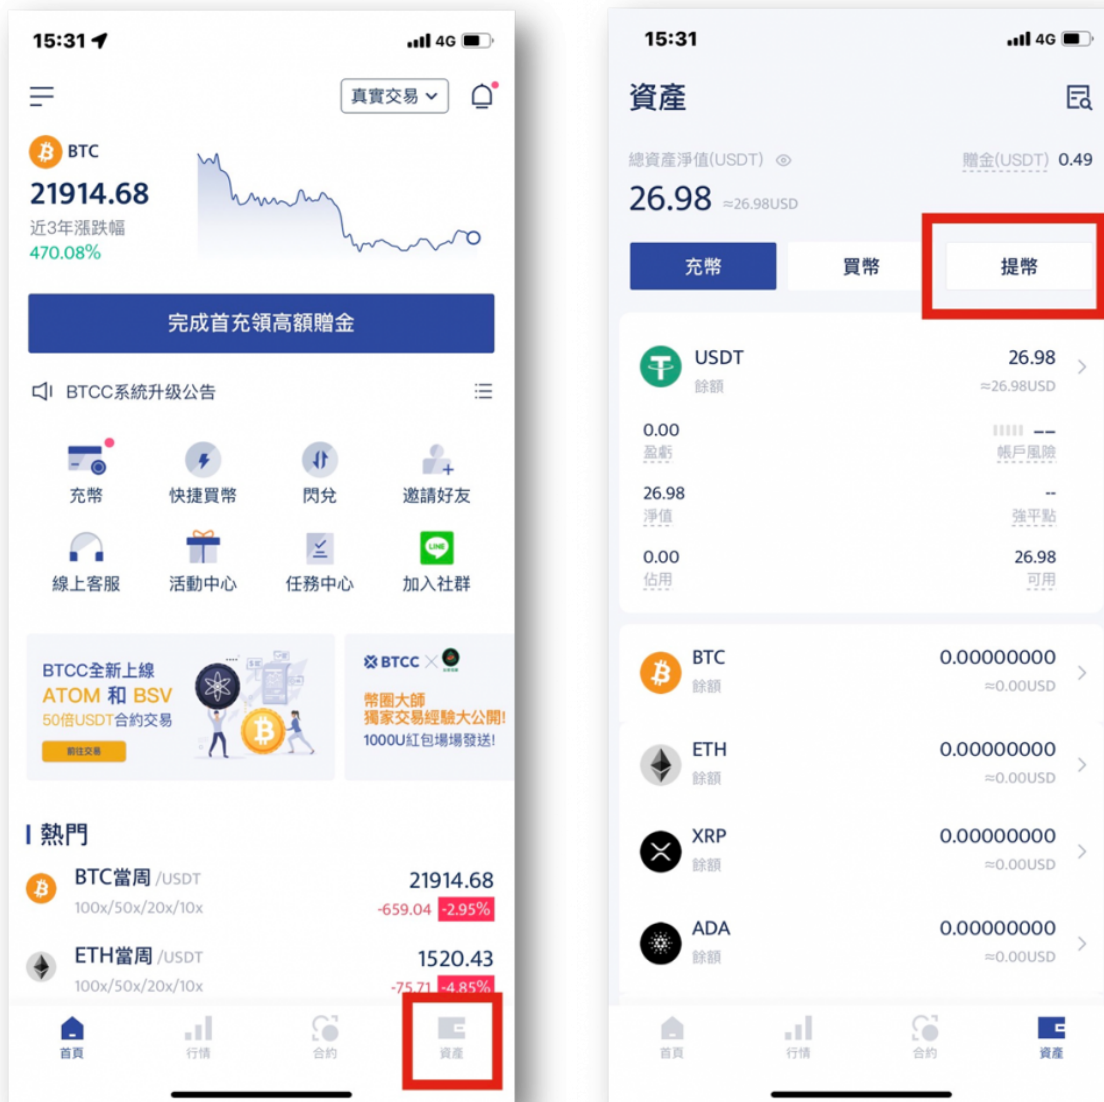 15:31
4G
真實交易
BTC
21914.68
近3年漲跌幅
470.08%
完成首充領高額贈金
BTCC系統升级公告
充幣
快捷買幣
閃兌
邀請好友
LINE
線上客服
活動中心
任務中心
加入社群
BTCC全新上線
ATOM 和 BSV
50倍USDT合約交易
前往交易
BTCC
幣圈大師
獨家交易經驗大公開!
1000U紅包場場發送!
熱門
BTC當周 /USDT
21914.68
100x/50x/20x/10x
-659.04 -2.95%
ETH當周 /USDT
1520.43
100x/50x/20x/10x
-75.71 -4.85%
首頁
行情
合約
資產
15:31
4G
資產
總資產淨值(USDT)
贈金(USDT) 0.49
26.98 ≈26.98USD
充幣
買幣
提幣
USDT
26.98
餘額
≈26.98USD
0.00
--
盈虧
帳戶風險
26.98
--
淨值
強平點
0.00
26.98
佔用
可用
BTC
0.00000000
餘額
≈0.00USD
ETH
0.00000000
餘額
≈0.00USD
XRP
0.00000000
餘額
≈0.00USD
ADA
0.00000000
餘額
≈0.00USD
首頁
行情
合約
資產